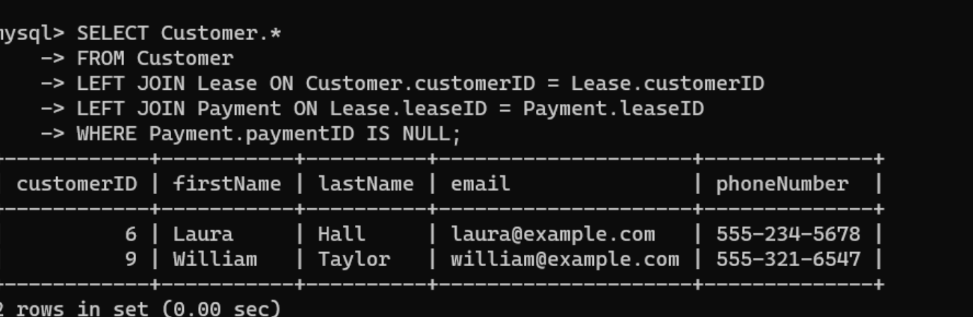 mysql> SELECT Customer.*
    -> FROM Customer
    -> LEFT JOIN Lease ON Customer.customerID = Lease.customerID
    -> LEFT JOIN Payment ON Lease.leaseID = Payment.leaseID
    -> WHERE Payment.paymentID IS NULL;
------------+-----------+----------+---------------------+--------------+
| customerID | firstName | lastName | email               | phoneNumber  |
------------+-----------+----------+---------------------+--------------+
|          6 | Laura     | Hall     | laura@example.com   | 555-234-5678 |
|          9 | William   | Taylor   | william@example.com | 555-321-6547 |
------------+-----------+----------+---------------------+--------------+
2 rows in set (0.00 sec)